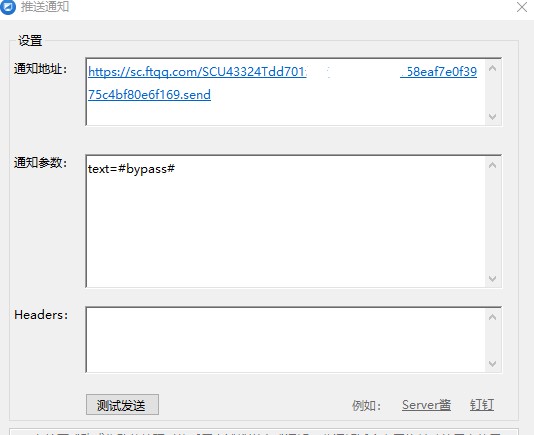 推送通知
设置
通知地址：
https://sc.ftqq.com/SCU43324Tdd701
_58eaf7e0f39
75c4bf80e6f169.send
通知参数：
text=#bypass#
Headers:
测试发送
例如：
Server酱
钉钉